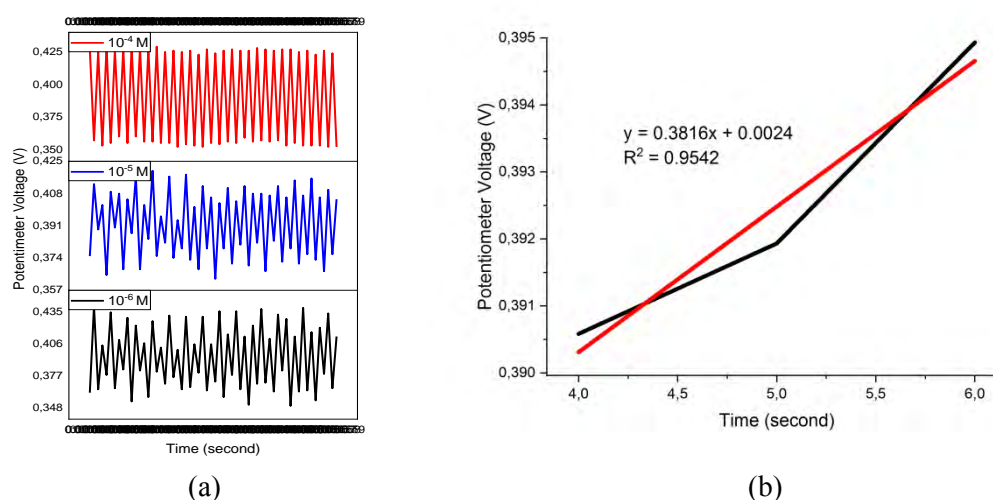 10⁻⁴ M
0,425
0,400
0,375
0,350
10⁻⁵ M
0,425
0,408
0,391
0,374
0,357
10⁻⁶ M
0,435
0,406
0,377
0,348
Potentimeter Voltage (V)
Time (second)
(a)
0,395
0,394
0,393
0,392
0,391
0,390
y = 0.3816x + 0.0024
R² = 0.9542
Potentiometer Voltage (V)
4,0 4,5 5,0 5,5 6,0
Time (second)
(b)